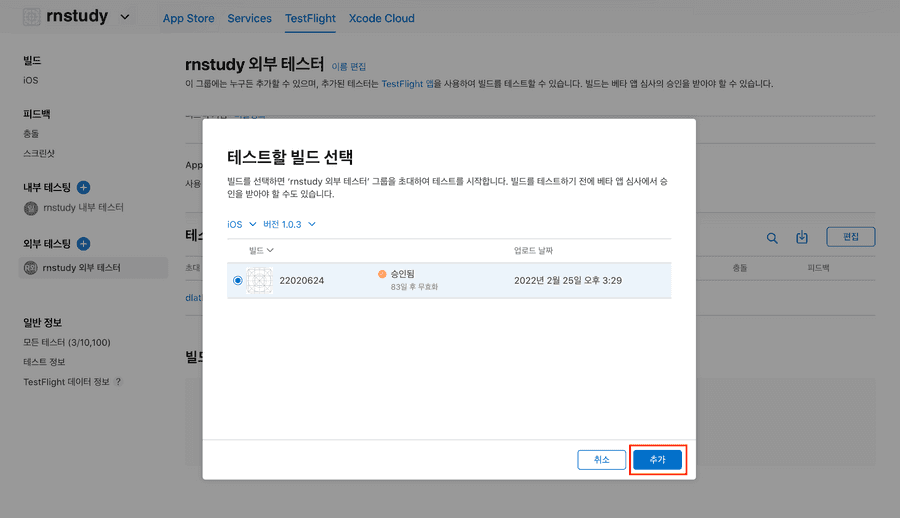 rnstudy
App Store Services TestFlight Xcode Cloud
빌드
iOS
피드백
충돌
스크린샷
내부 테스팅
rnstudy 내부 테스터
외부 테스팅
R외 rnstudy 외부 테스터
일반 정보
모든 테스터 (3/10,100)
테스트 정보
TestFlight 데이터 정보 ?
rnstudy 외부 테스터 이름 편집
이 그룹에는 누구든 추가할 수 있으며, 추가된 테스터는 TestFlight 앱을 사용하여 빌드를 테스트할 수 있습니다. 빌드는 베타 앱 심사의 승인을 받아야 할 수 있습니다.
App
사용
편집
초대
충돌
피드백
dlatl
빌드
테스트할 빌드 선택
빌드를 선택하면 ‘rnstudy 외부 테스터’ 그룹을 초대하여 테스트를 시작합니다. 빌드를 테스트하기 전에 베타 앱 심사에서 승
인을 받아야 할 수도 있습니다.
iOS 버전 1.0.3
빌드 업로드 날짜
22020624 승인됨 2022년 2월 25일 오후 3:29
83일 후 무효화
취소 추가